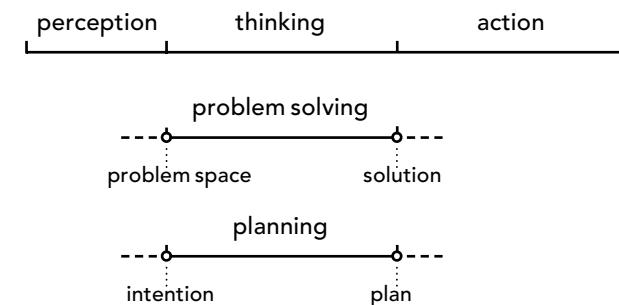 perception thinking action
problem solving
problem space solution
planning
intention plan